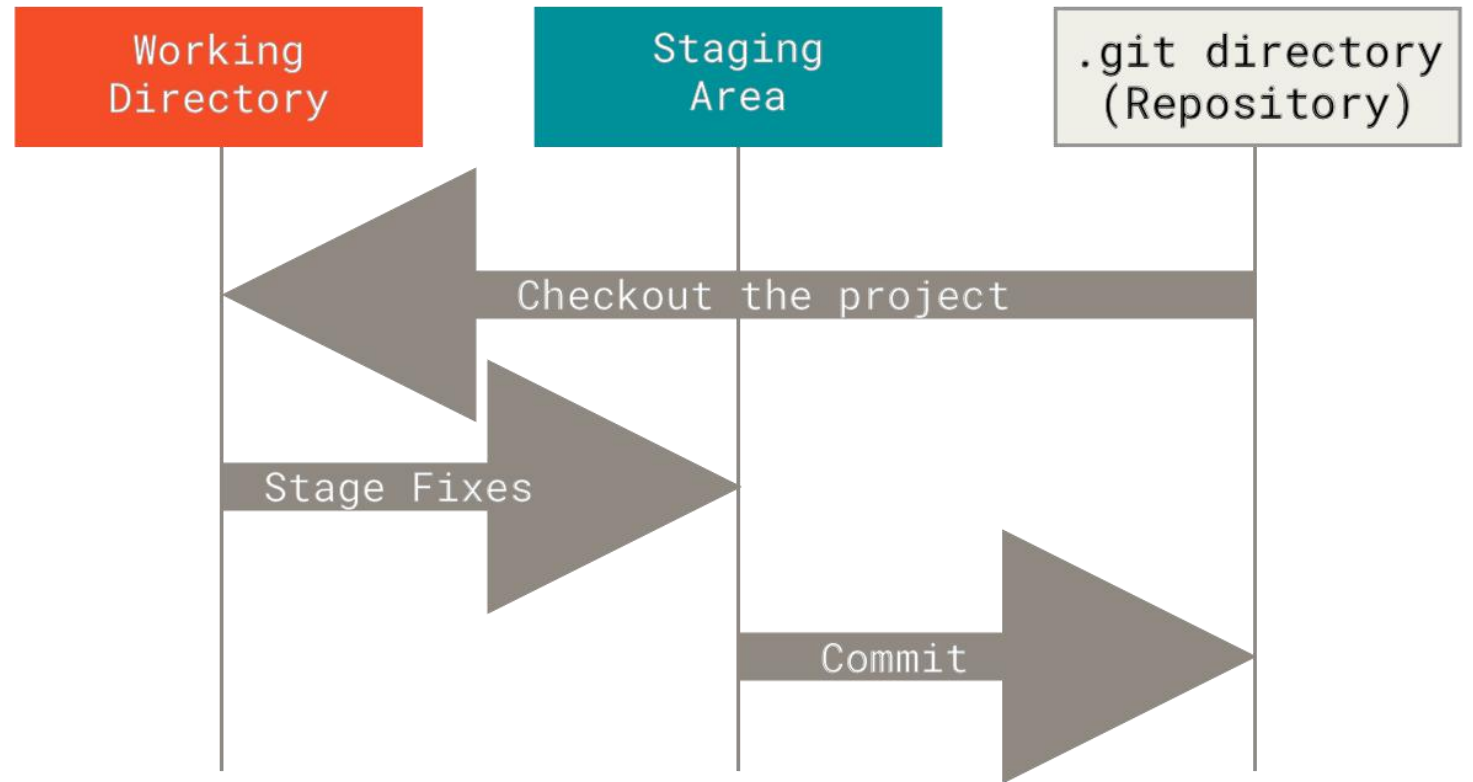 Working
Directory
Staging
Area
.git directory
(Repository)
Checkout the project
Stage Fixes
Commit